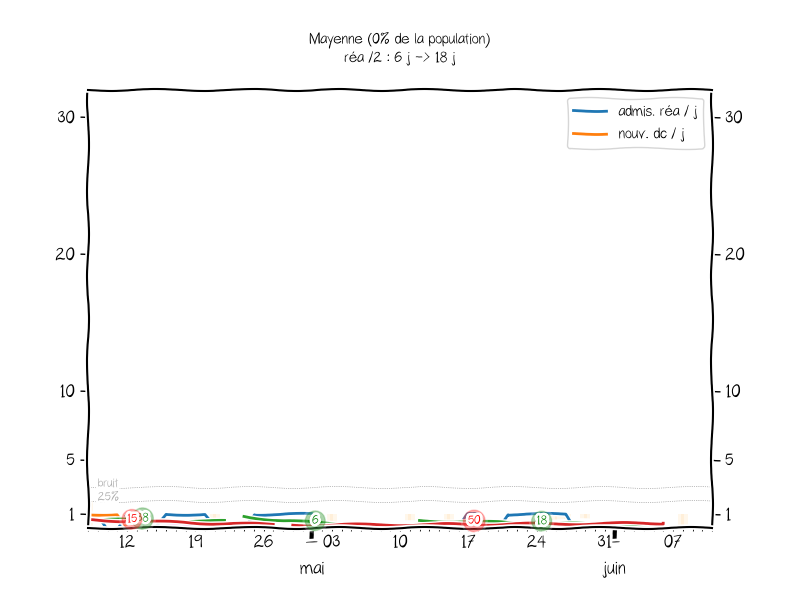 Mayenne (0% de la population)
réa /2 : 6 j -> 18 j
admis. réa / j
nouv. dc / j
30 30
20 20
10 10
5 5
bruit
25%
1 15 8 6 50 18 1
12 19 26 03 10 17 24 31 07
mai juin